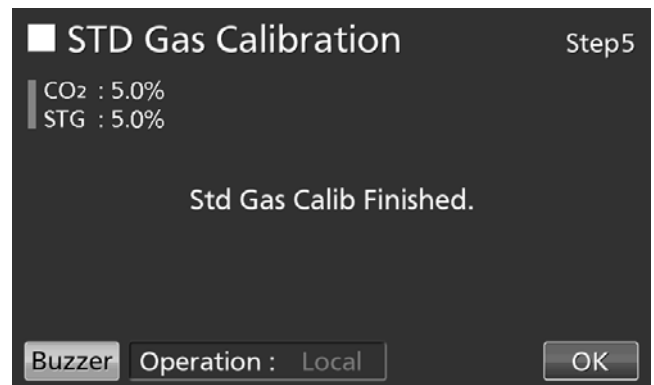 STD Gas Calibration
Step5
CO2 : 5.0%
STG : 5.0%
Std Gas Calib Finished.
Buzzer Operation : Local OK